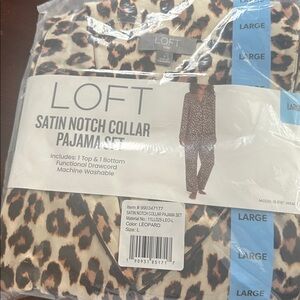 LARGE
LOFT
LARGE
LOFT
SATIN NOTCH COLLAR
PAJAMA SET
Includes: 1 Top & 1 Bottom
Functional Drawcord
Machine Washable
LARGE
SATIN NOTCH COLLAR PAJAMA SET
Color: LEOPARD
Size: L
LARGE
LARGE
LARGE